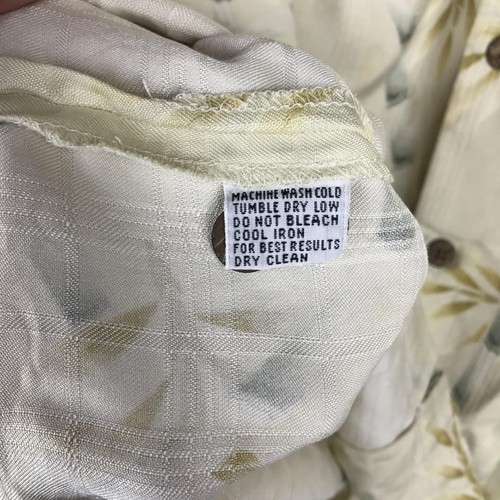 MACHINE WASH COLD
TUMBLE DRY LOW
DO NOT BLEACH
COOL IRON
FOR BEST RESULTS
DRY CLEAN